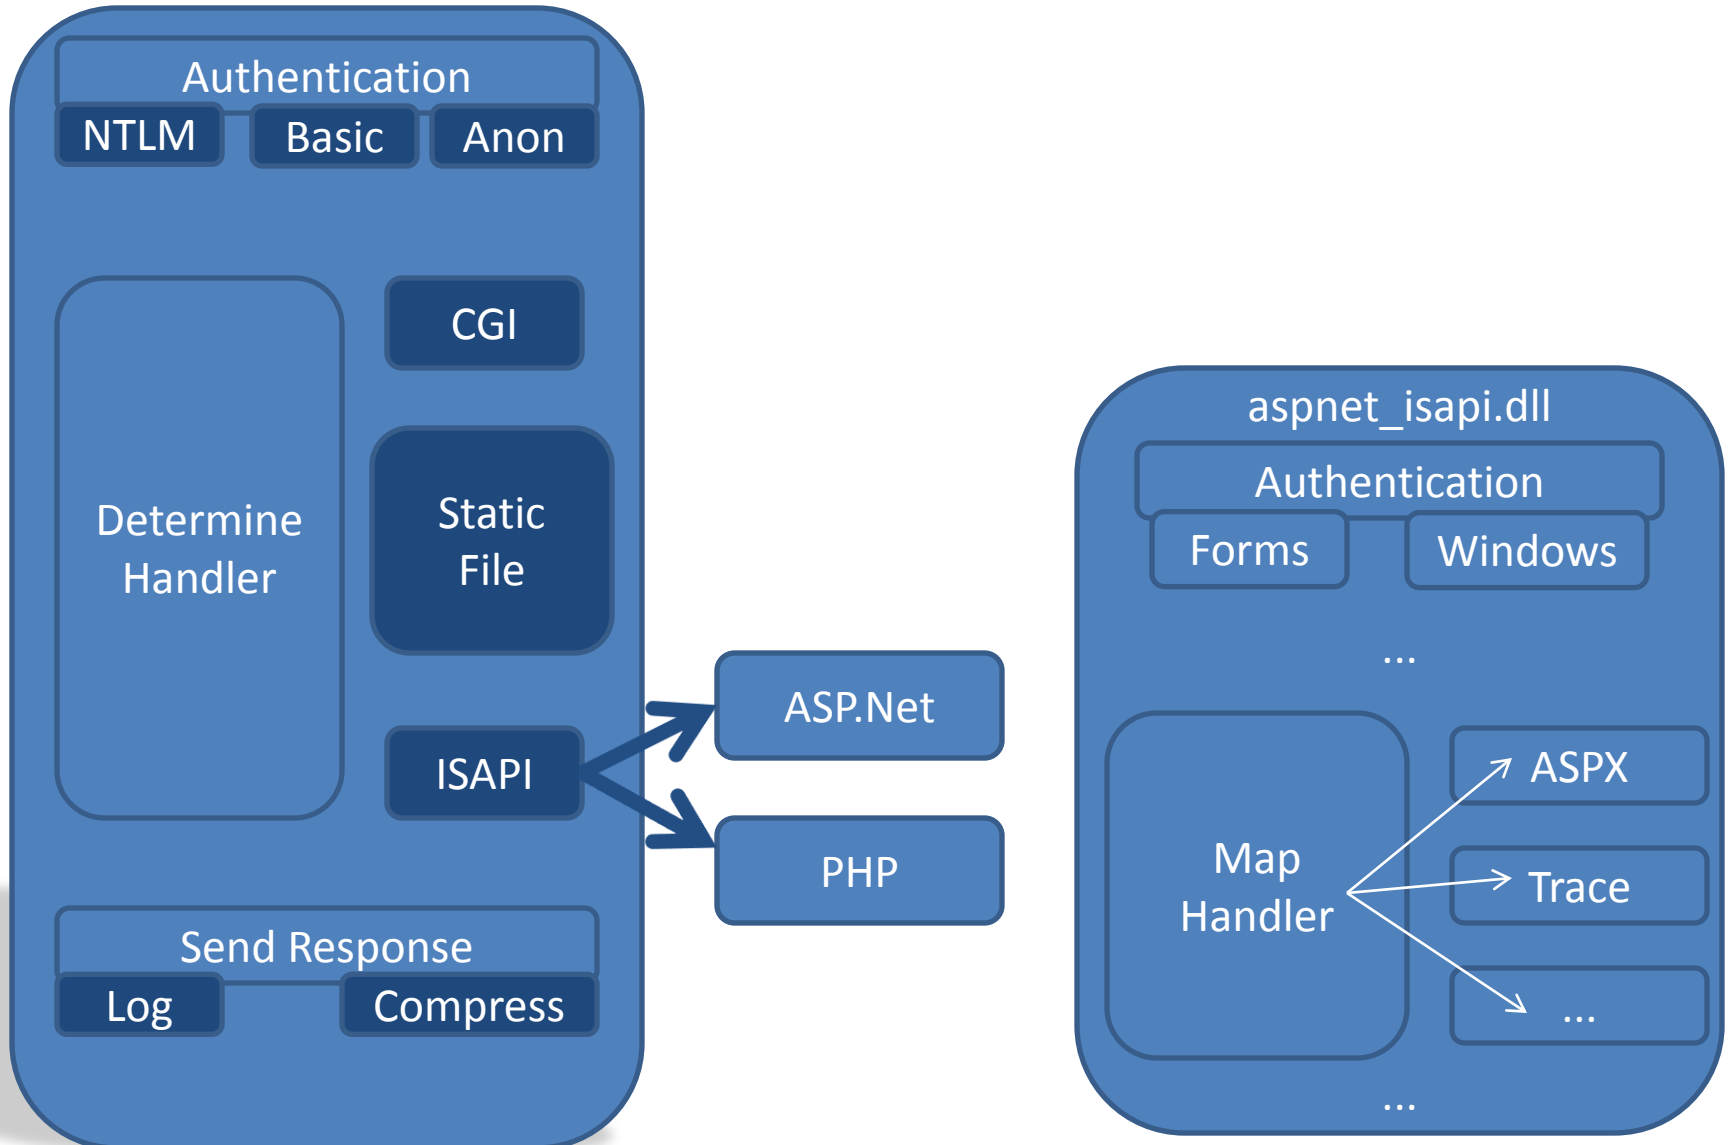 Authentication
NTLM
Basic
Anon
CGI
Determine
Handler
Static
File
ISAPI
Send Response
Log
Compress
ASP.Net
PHP
aspnet_isapi.dll
Authentication
Forms
Windows
...
Map
Handler
ASPX
Trace
...
...